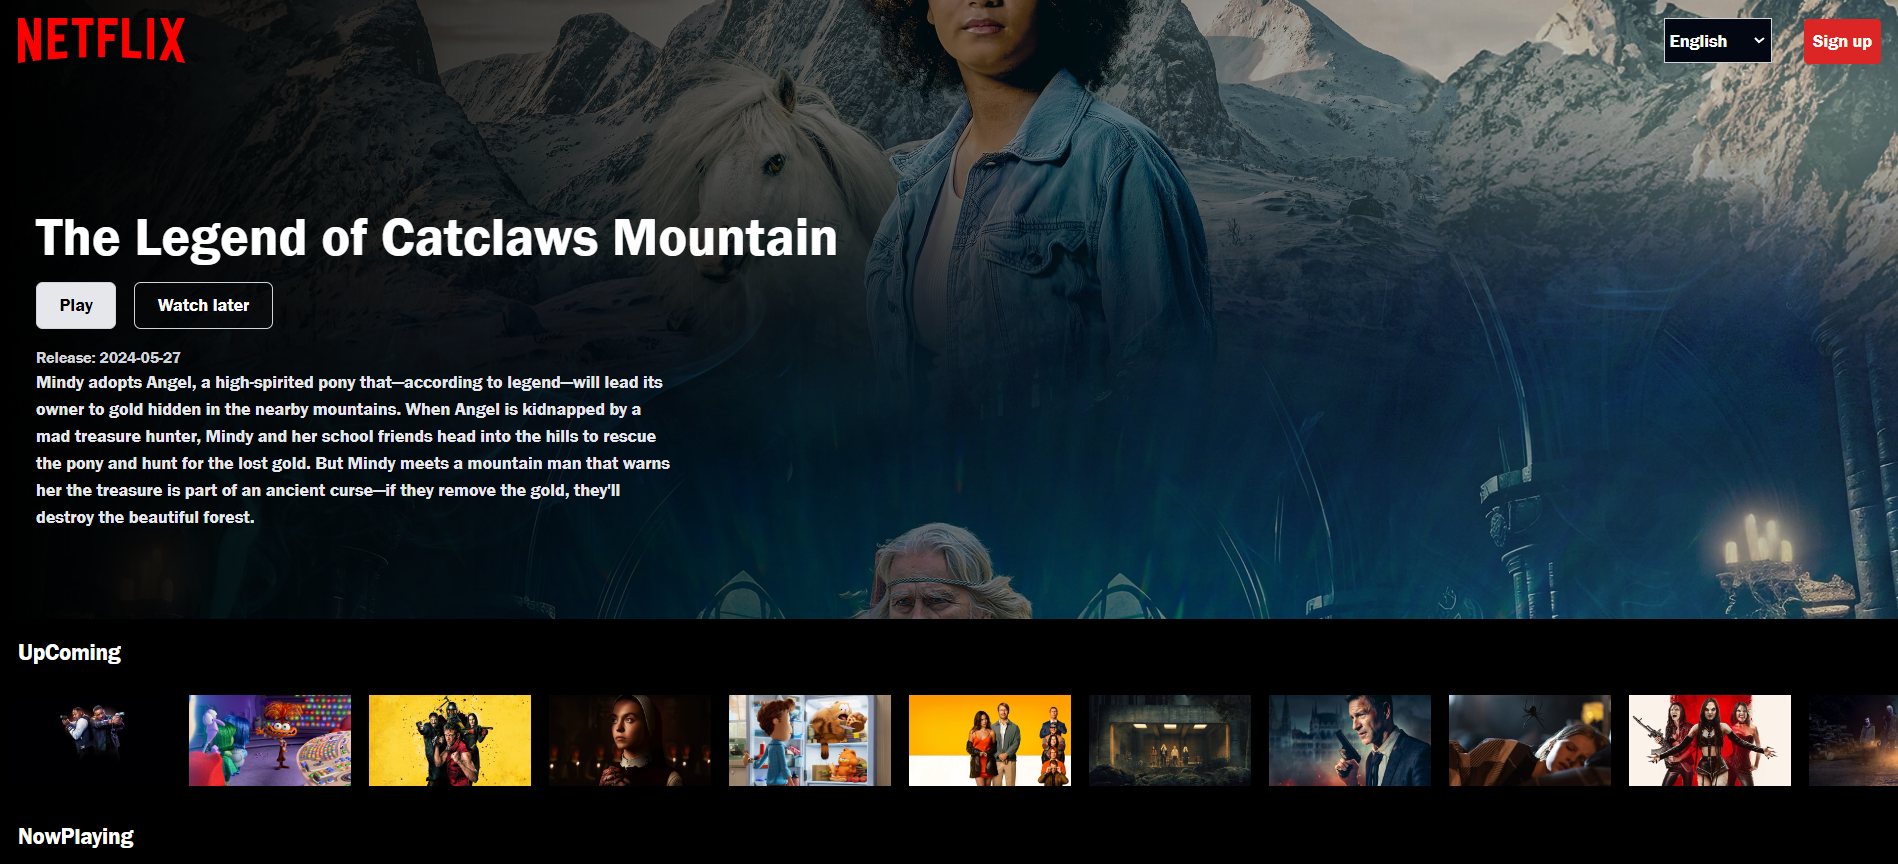 NETFLIX
English
Sign up
The Legend of Catclaws Mountain
Play
Watch later
Release: 2024-05-27
Mindy adopts Angel, a high-spirited pony that—according to legend—will lead its
owner to gold hidden in the nearby mountains. When Angel is kidnapped by a
mad treasure hunter, Mindy and her school friends head into the hills to rescue
the pony and hunt for the lost gold. But Mindy meets a mountain man that warns
her the treasure is part of an ancient curse—if they remove the gold, they'll
destroy the beautiful forest.
UpComing
NowPlaying